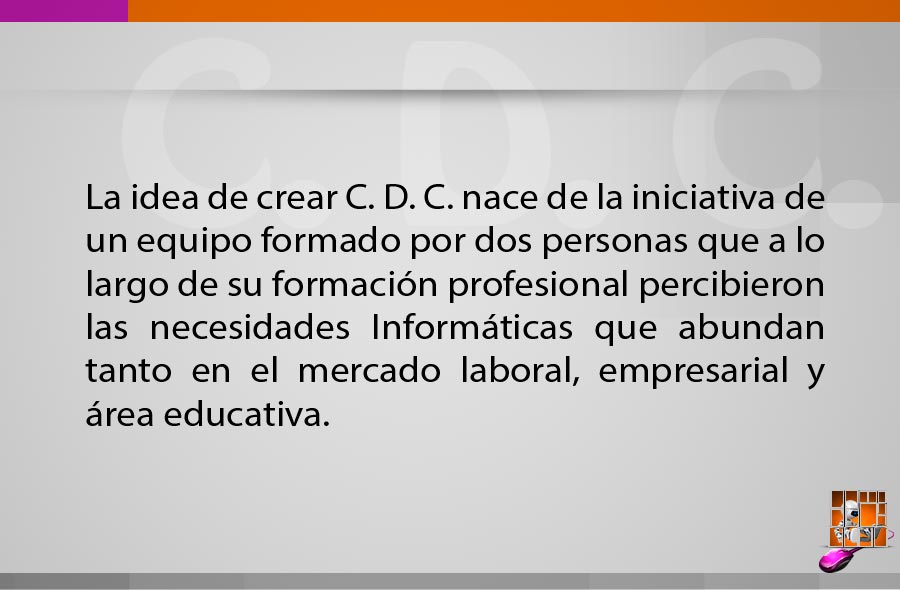 C. D. C.
La idea de crear C. D. C. nace de la iniciativa de
un equipo formado por dos personas que a lo
largo de su formación profesional percibieron
las necesidades Informáticas que abundan
tanto en el mercado laboral, empresarial y
área educativa.